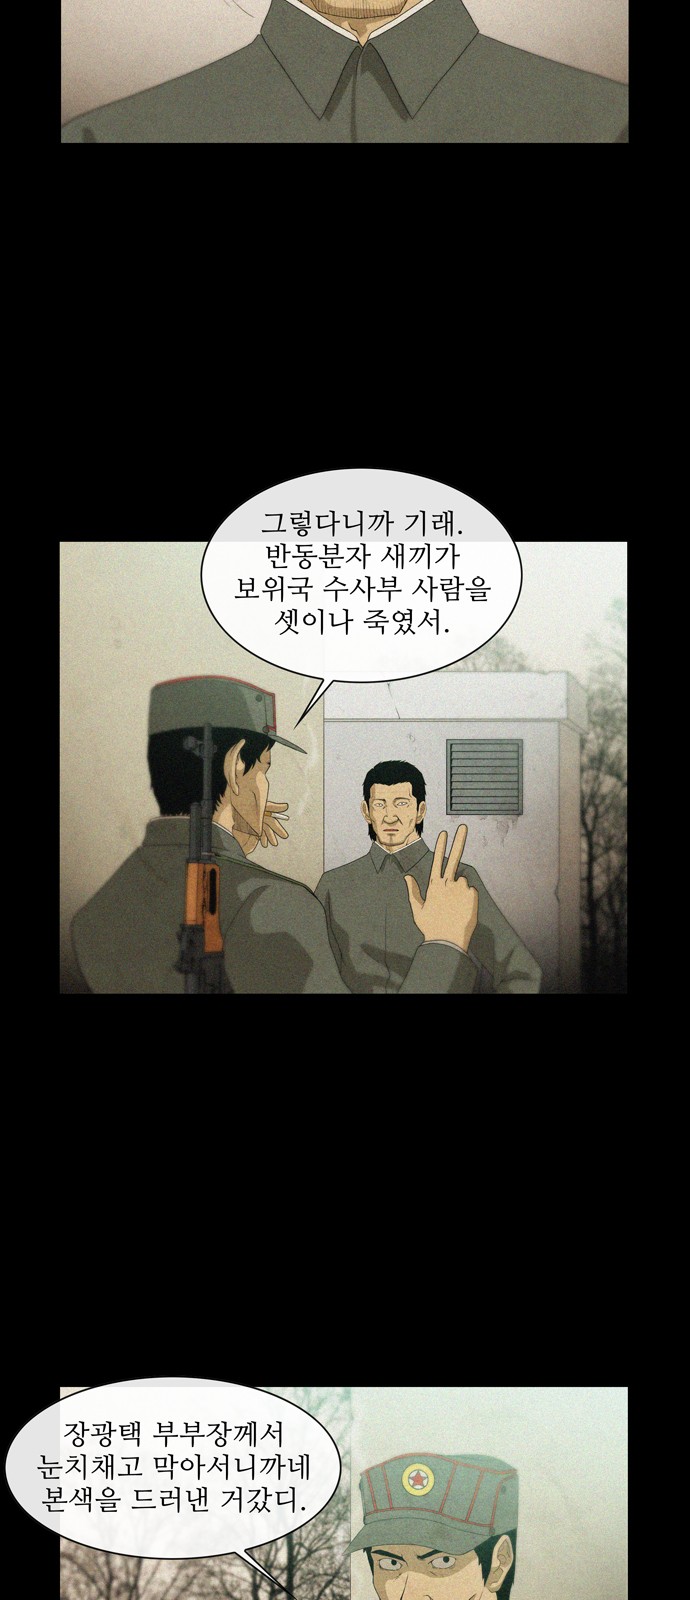 그렇다니까 기래.
반동분자 새끼가
보위국 수사부 사람을
셋이나 죽였서.
장광택 부부장께서
눈치채고 막아서니까네
본색을 드러낸 거갔디.